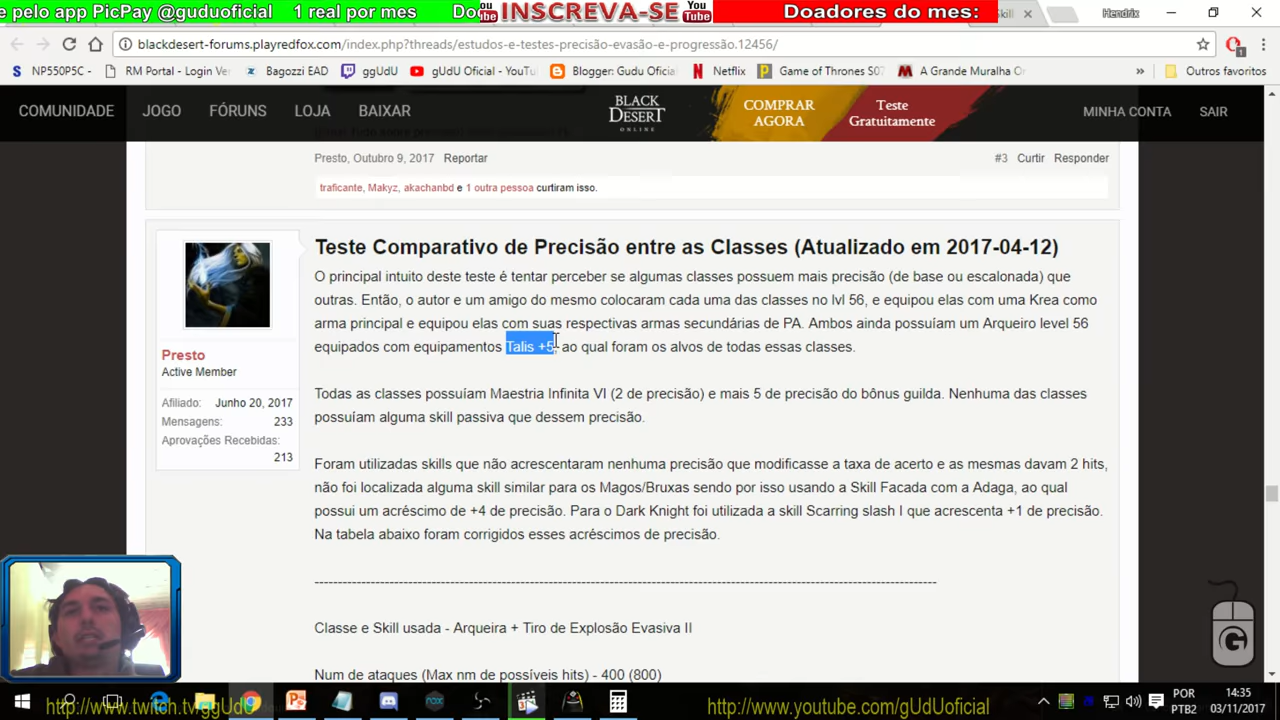 e pelo app PicPay @guduoficial 1 real por mes Do
You Tube INSCREVA-SE You Tube
Doadores do mes:
Hendrix
blackdesert-forums.playredfox.com/index.php?threads/estudos-e-testes-precisão-evasão-e-progressão.12456/
NP550P5C - RM Portal - Login Ver Bagozzi EAD ggUdU gUdU Oficial - YouTu Blogger: Gudu Oficia Netflix Game of Thrones S07 A Grande Muralha Or » Outros favoritos
COMUNIDADE JOGO FÓRUNS LOJA BAIXAR
BLACK DESERT ONLINE
COMPRAR AGORA
Teste Gratuitamente
MINHA CONTA SAIR
Presto, Outubro 9, 2017 Reportar #3 Curtir Responder
traficante, Makyz, akachanbd e 1 outra pessoa curtiram isso.
Teste Comparativo de Precisão entre as Classes (Atualizado em 2017-04-12)
O principal intuito deste teste é tentar perceber se algumas classes possuem mais precisão (de base ou escalonada) que
outras. Então, o autor e um amigo do mesmo colocaram cada uma das classes no lvl 56, e equipou elas com uma Krea como
arma principal e equipou elas com suas respectivas armas secundárias de PA. Ambos ainda possuíam um Arqueiro level 56
equipados com equipamentos Talis +5, ao qual foram os alvos de todas essas classes.
Presto
Active Member
Afiliado: Junho 20, 2017
Mensagens: 233
Aprovações Recebidas:
213
Todas as classes possuíam Maestria Infinita VI (2 de precisão) e mais 5 de precisão do bônus guilda. Nenhuma das classes
possuíam alguma skill passiva que dessem precisão.
Foram utilizadas skills que não acrescentaram nenhuma precisão que modificasse a taxa de acerto e as mesmas davam 2 hits,
não foi localizada alguma skill similar para os Magos/Bruxas sendo por isso usando a Skill Facada com a Adaga, ao qual
possui um acréscimo de +4 de precisão. Para o Dark Knight foi utilizada a skill Scarring slash I que acrescenta +1 de precisão.
Na tabela abaixo foram corrigidos esses acréscimos de precisão.
Classe e Skill usada - Arqueira + Tiro de Explosão Evasiva II
Num de ataques (Max nm de possíveis hits) - 400 (800)
G
http://www.twitch.tv/ggUdU
http://www.youtube.com/gUdUOficial
POR
PTB2
14:35
03/11/2017